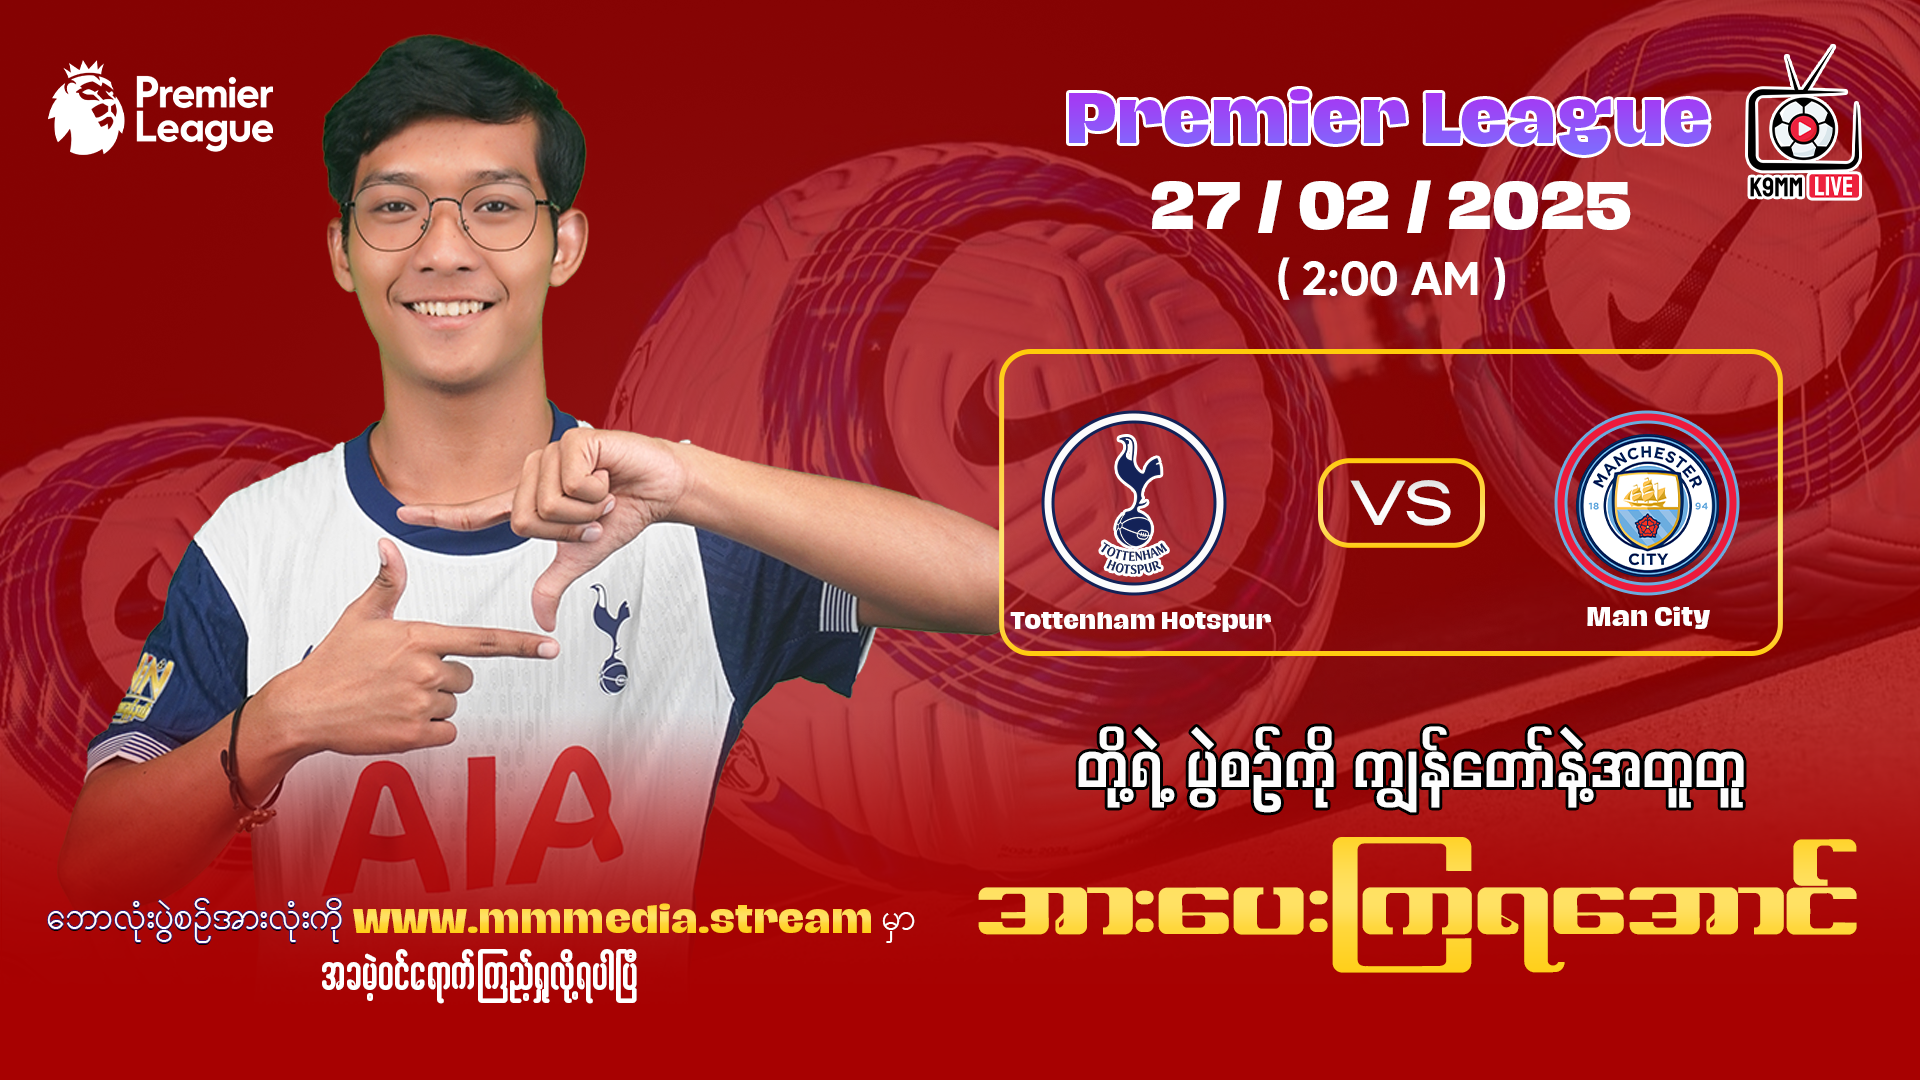 Premier
League
Premier League
K9MM LIVE
27 / 02 / 2025
( 2:00 AM )
TOTTENHAM
HOTSPUR
VS
MANCHESTER
18 94
CITY
Tottenham Hotspur
Man City
AIA
တို့ရဲ့ ပွဲစဥ်ကို ကျွန်တော်နဲ့အတူတူ
အားပေးကြရအောင်
ဘောလုံးပွဲစဉ်အားလုံးကို www.mmmedia.stream မှာ
အခမဲ့ဝင်ရောက်ကြည့်ရှုလို့ရပါပြီ